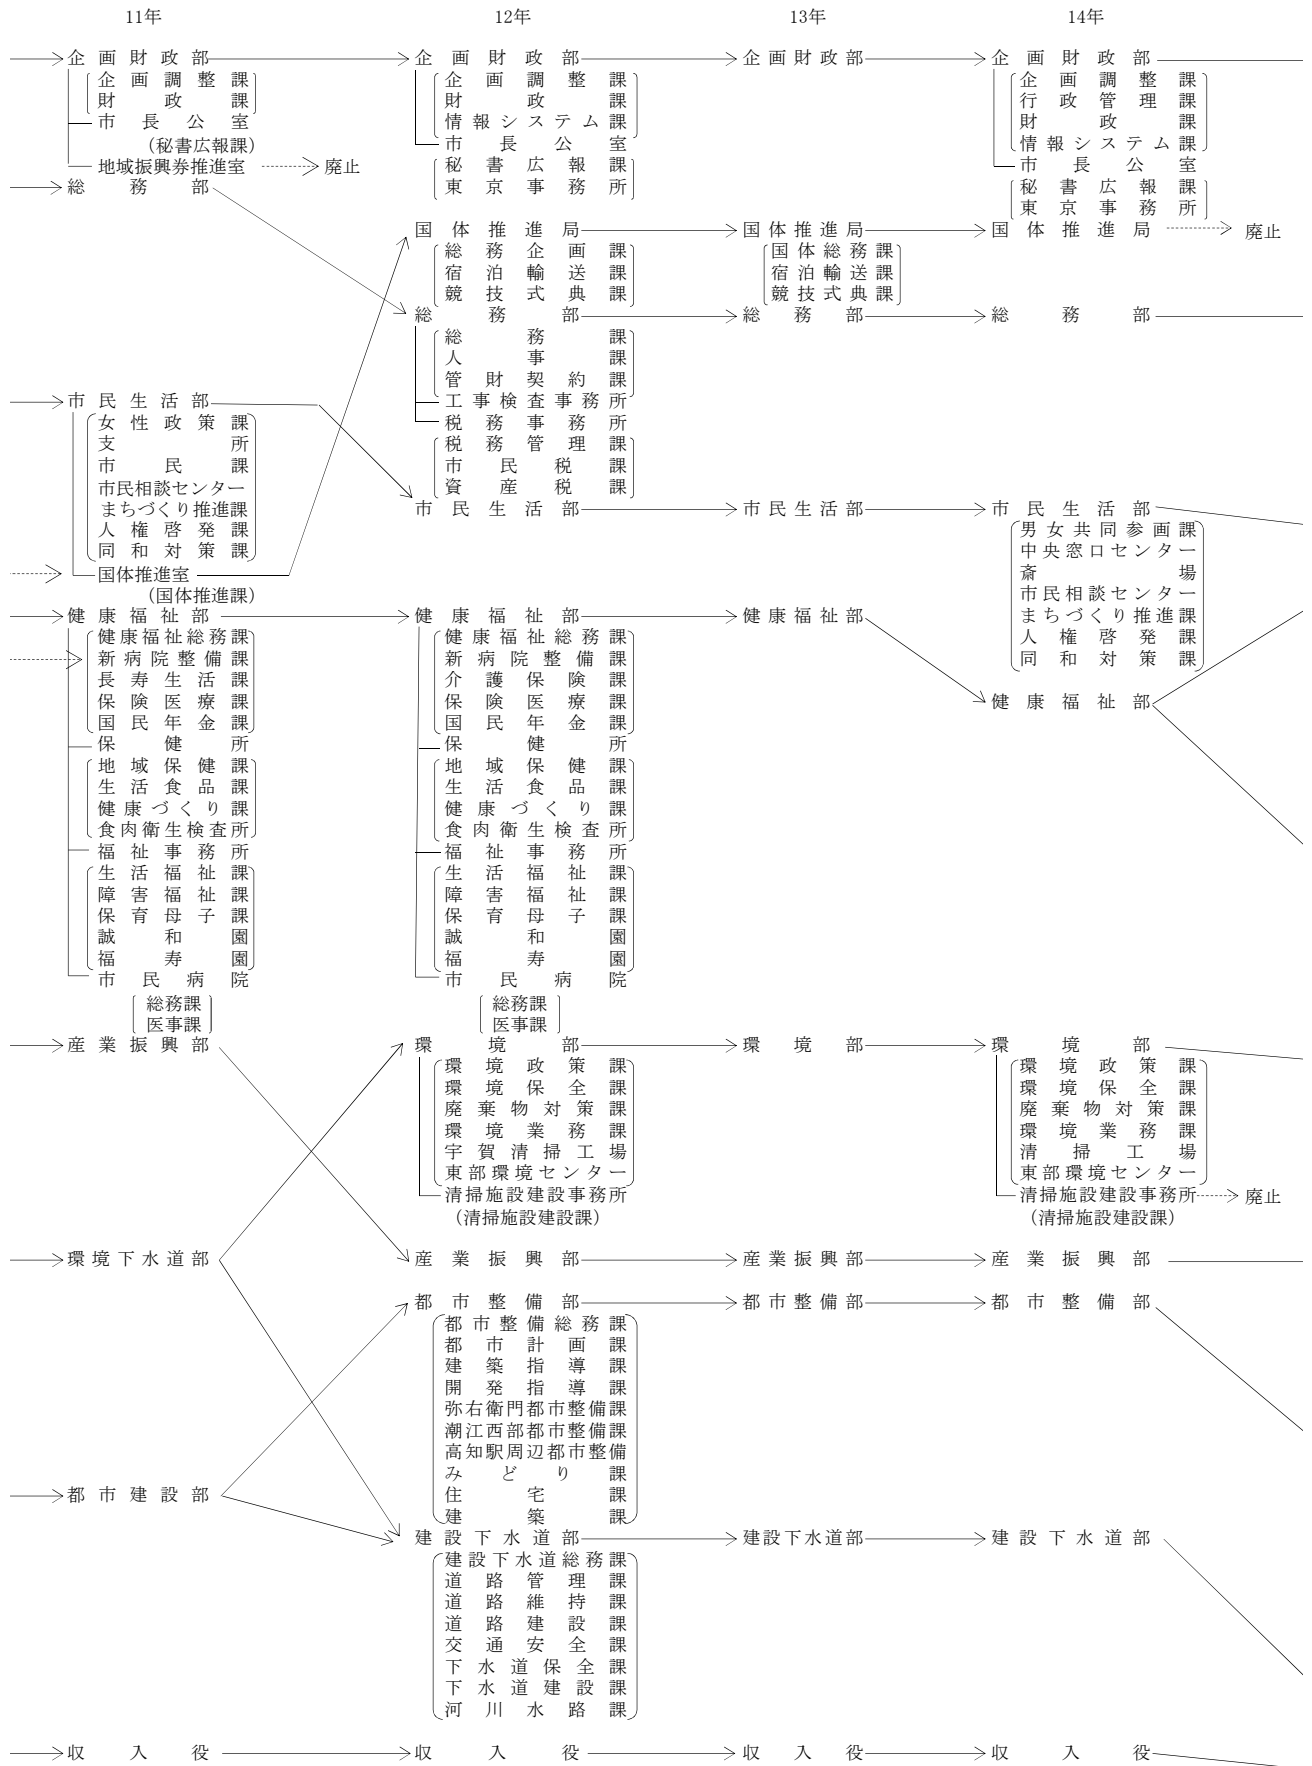 11年
企画財政部
企画調整課
財政課
市長公室
(秘書広報課)
地域振興券推進室
廃止
総務部
市民生活部
女性政策課
支所
市民課
市民相談センター
まちづくり推進課
人権啓発課
同和対策課
国体推進室
(国体推進課)
健康福祉部
健康福祉総務課
新病院整備課
長寿生活課
保険医療課
国民年金課
保健所
地域保健課
生活食品課
健康づくり課
食肉衛生検査所
福祉事務所
生活福祉課
障害福祉課
保育母子課
誠和園
福寿園
市民病院
総務課
医事課
産業振興部
環境下水道部
都市建設部
収入役
12年
企画財政部
企画調整課
財政課
情報システム課
市長公室
秘書広報課
東京事務所
国体推進局
総務企画課
宿泊輸送課
競技式典課
総務部
総務課
人事課
管財契約課
工事検査事務所
税務事務所
税務管理課
市民税課
資産税課
市民生活部
健康福祉部
健康福祉総務課
新病院整備課
介護保険課
保険医療課
国民年金課
保健所
地域保健課
生活食品課
健康づくり課
食肉衛生検査所
福祉事務所
生活福祉課
障害福祉課
保育母子課
誠和園
福寿園
市民病院
総務課
医事課
環境部
環境政策課
環境保全課
廃棄物対策課
環境業務課
宇賀清掃工場
東部環境センター
清掃施設建設事務所
(清掃施設建設課)
産業振興部
都市整備部
都市整備総務課
都市計画課
建築指導課
開発指導課
弥右衛門都市整備課
潮江西部都市整備課
高知駅周辺都市整備
みどり課
住宅課
建築課
建設下水道部
建設下水道総務課
道路管理課
道路維持課
道路建設課
交通安全課
下水道保全課
下水道建設課
河川水路課
収入役
13年
企画財政部
国体推進局
国体総務課
宿泊輸送課
競技式典課
総務部
市民生活部
健康福祉部
環境部
産業振興部
都市整備部
建設下水道部
収入役
14年
企画財政部
企画調整課
行政管理課
財政課
情報システム課
市長公室
秘書広報課
東京事務所
国体推進局
廃止
総務部
市民生活部
男女共同参画課
中央窓口センター
斎場
市民相談センター
まちづくり推進課
人権啓発課
同和対策課
健康福祉部
環境部
環境政策課
環境保全課
廃棄物対策課
環境業務課
清掃工場
東部環境センター
清掃施設建設事務所
廃止
(清掃施設建設課)
産業振興部
都市整備部
建設下水道部
収入役